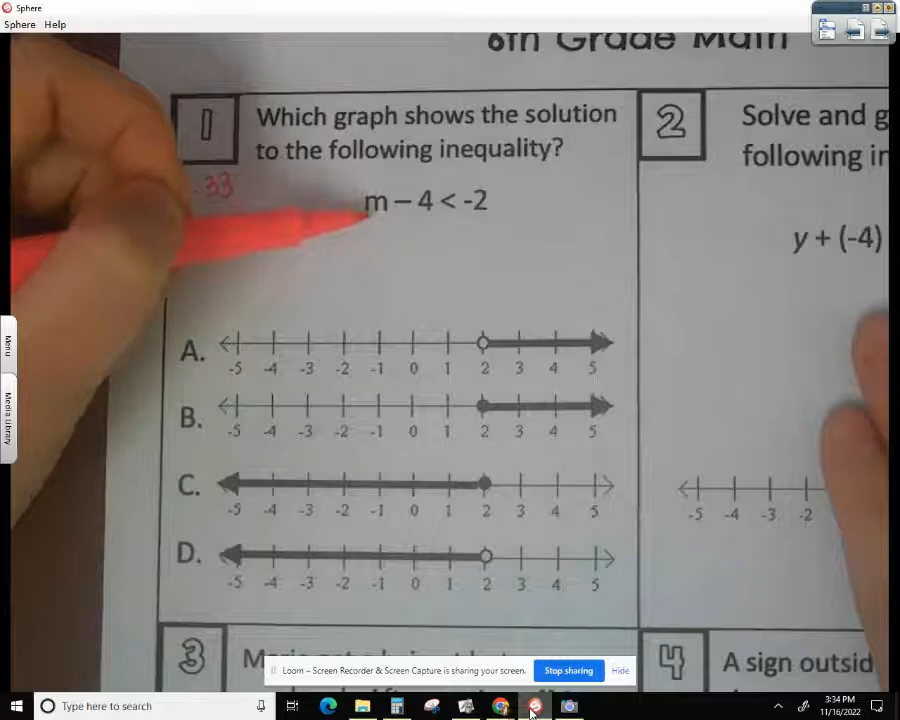 Sphere
Sphere Help
6th Grade Math
1
Which graph shows the solution
to the following inequality?
.33
m – 4 < -2
2
Solve and g
following in
y + (-4)
A.
-5 -4 -3 -2 -1 0 1 2 3 4 5
B.
-5 -4 -3 -2 -1 0 1 2 3 4 5
C.
-5 -4 -3 -2 -1 0 1 2 3 4 5
D.
-5 -4 -3 -2 -1 0 1 2 3 4 5
-5 -4 -3 -2
3
4
A sign outsid
Menu
Media Library
Loom – Screen Recorder & Screen Capture is sharing your screen.
Stop sharing
Hide
Type here to search
3:34 PM
11/16/2022